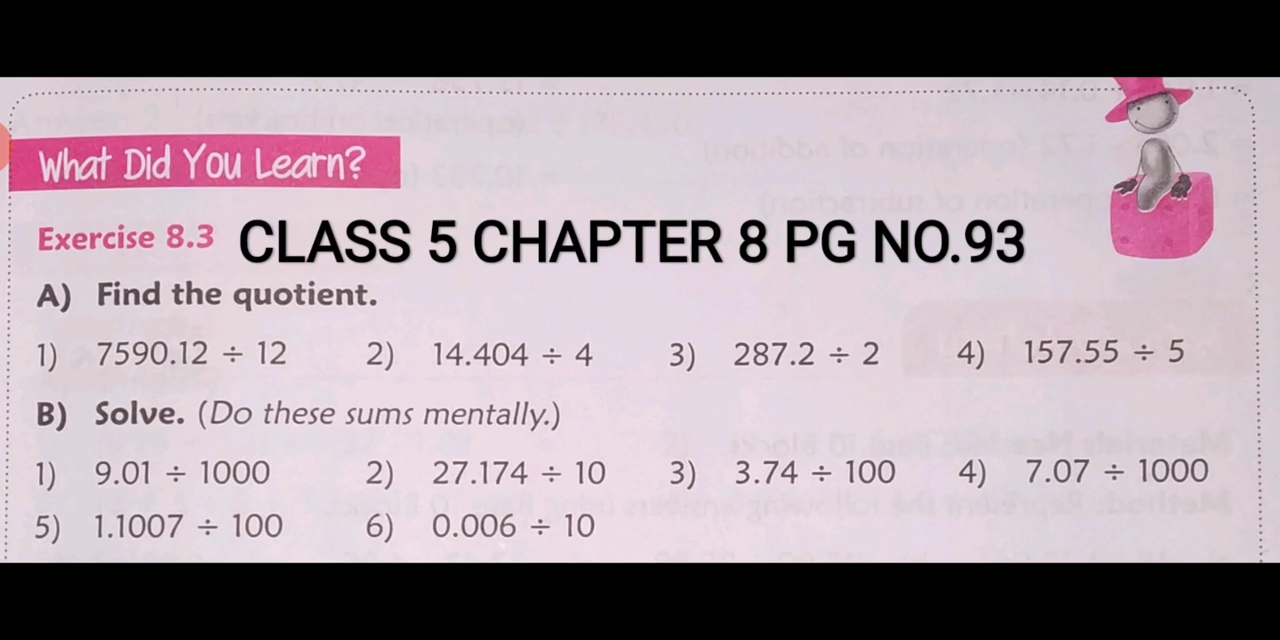 What Did You Learn?
Exercise 8.3 CLASS 5 CHAPTER 8 PG NO.93
A) Find the quotient.
1) 7590.12 ÷ 12 2) 14.404 ÷ 4 3) 287.2 ÷ 2 4) 157.55 ÷ 5
B) Solve. (Do these sums mentally.)
1) 9.01 ÷ 1000 2) 27.174 ÷ 10 3) 3.74 ÷ 100 4) 7.07 ÷ 1000
5) 1.1007 ÷ 100 6) 0.006 ÷ 10